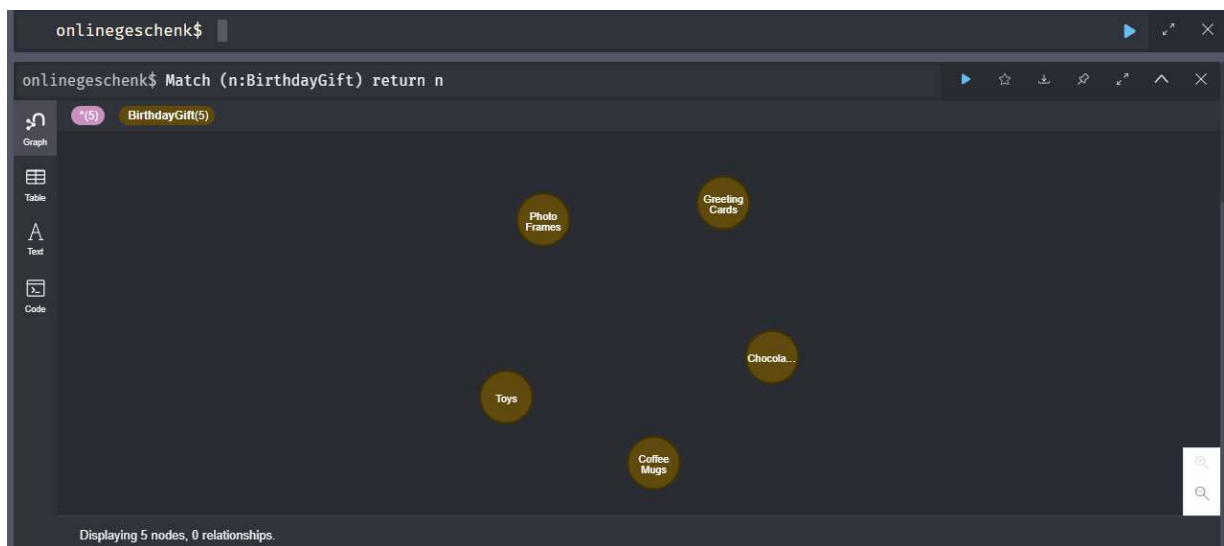 onlinegeschenk$
onlinegeschenk$ Match (n:BirthdayGift) return n
*(5) BirthdayGift(5)
Graph
Table
A
Text
Code
Photo
Frames
Greeting
Cards
Chocola...
Toys
Coffee
Mugs
Displaying 5 nodes, 0 relationships.